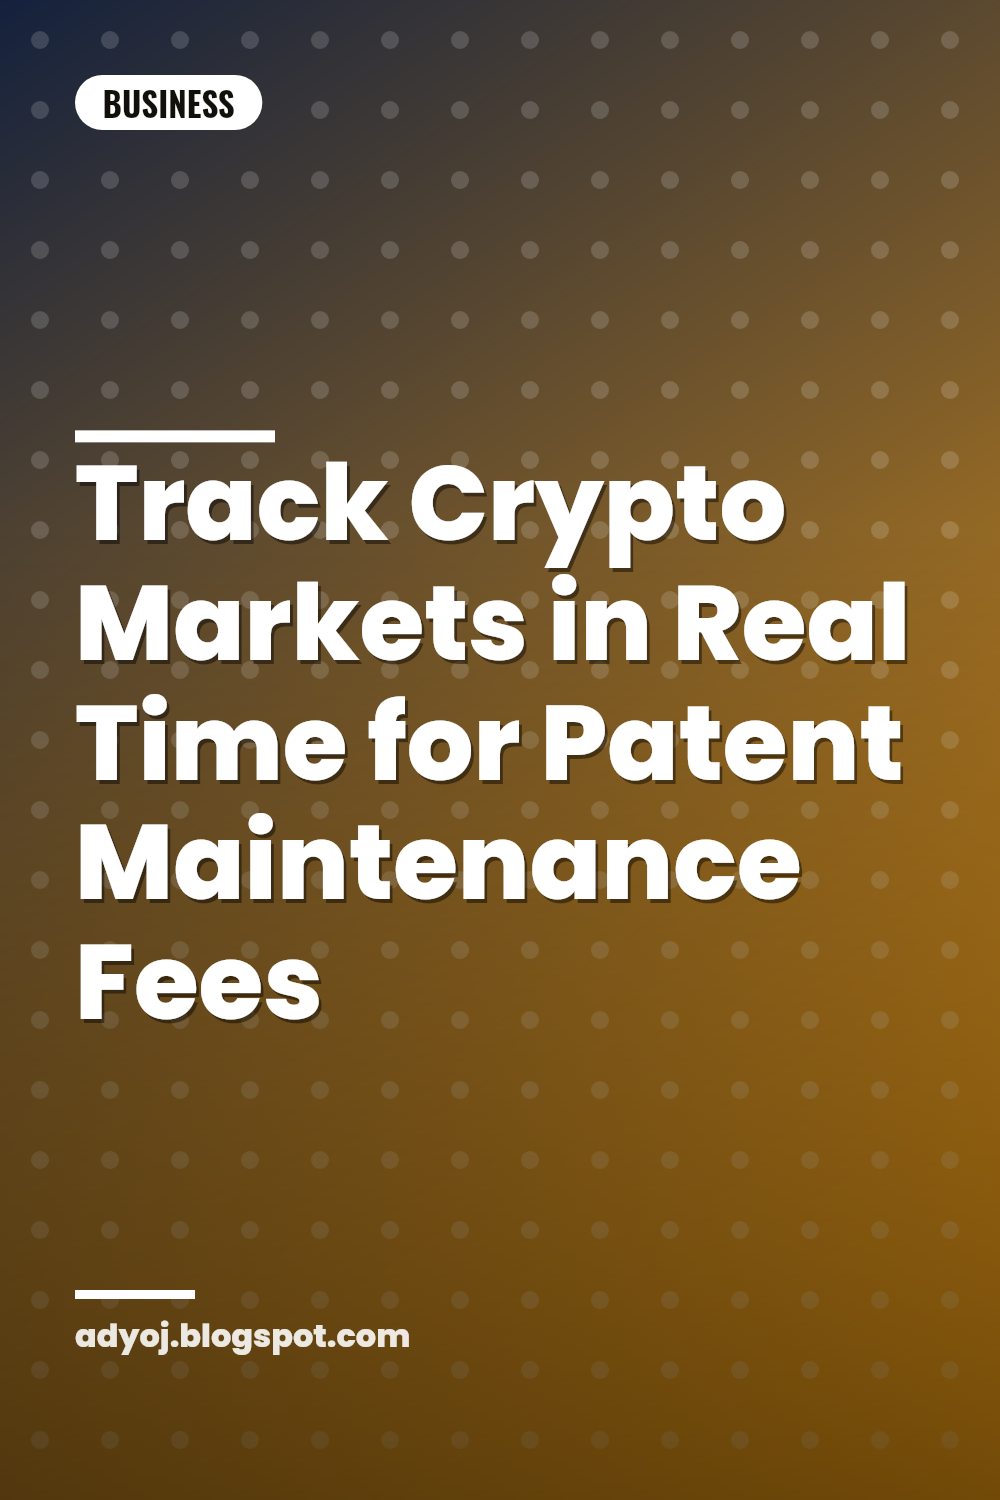 BUSINESS
Track Crypto
Markets in Real
Time for Patent
Maintenance
Fees
adyoj.blogspot.com